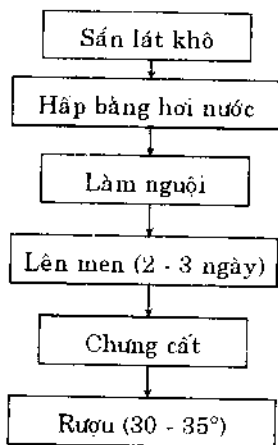 Sắn lát khô
Hấp bằng hơi nước
Làm nguội
Lên men (2 - 3 ngày)
Chưng cất
Rượu (30 - 35°)